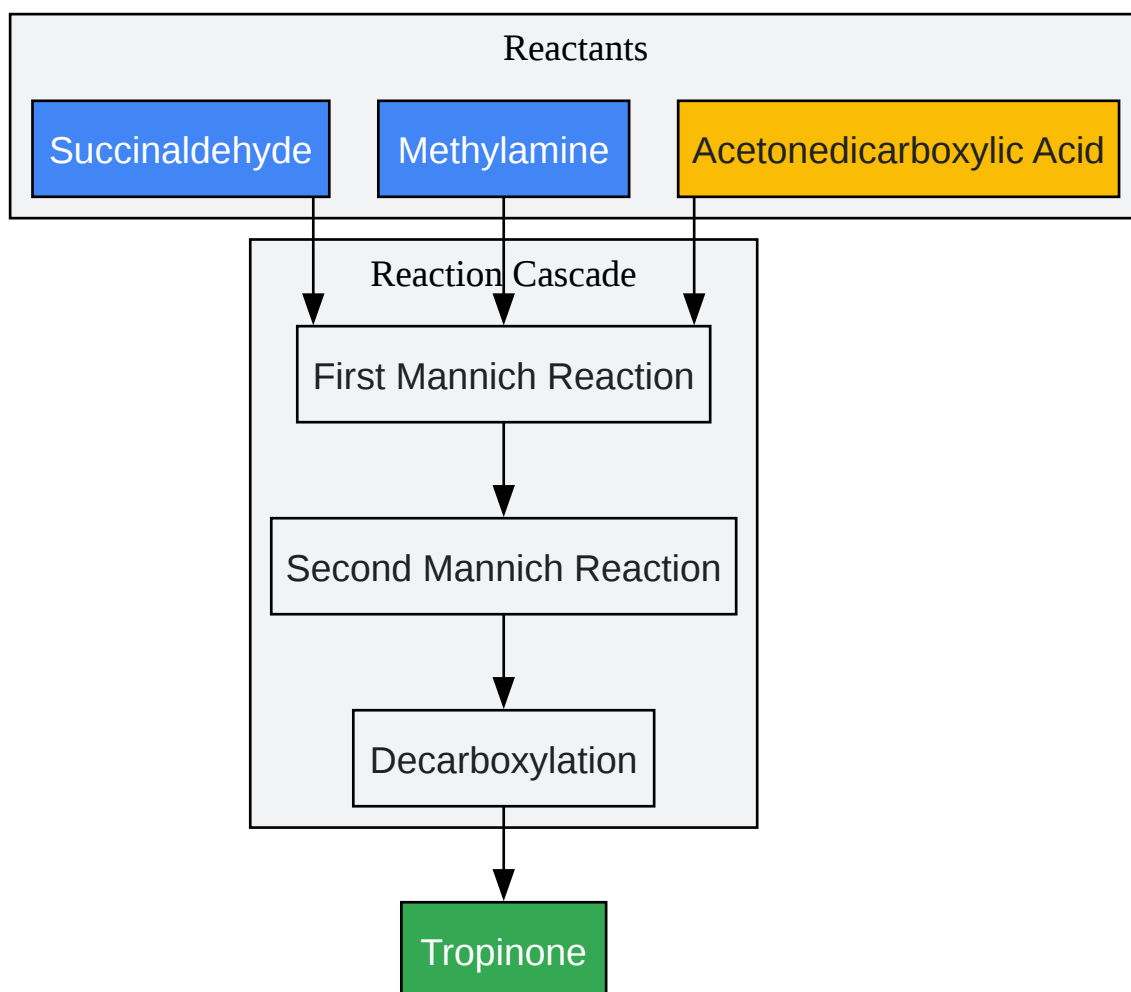 Reactants
Succinaldehyde
Methylamine
Acetonedicarboxylic Acid
Reaction Cascade
First Mannich Reaction
Second Mannich Reaction
Decarboxylation
Tropinone